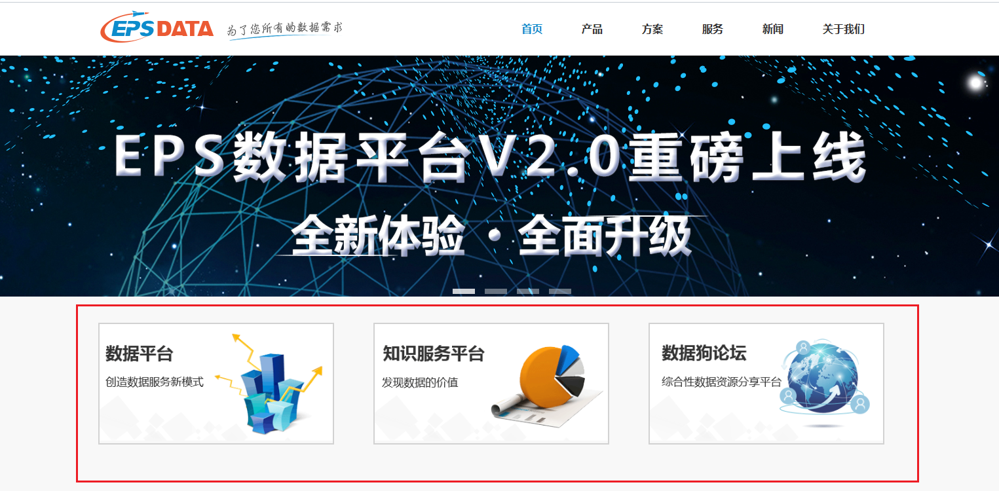 EPS DATA 为了您所有的数据需求
首页 产品 方案 服务 新闻 关于我们
EPS数据平台V2.0重磅上线
全新体验·全面升级
数据平台
创造数据服务新模式
知识服务平台
发现数据的价值
数据狗论坛
综合性数据资源分享平台